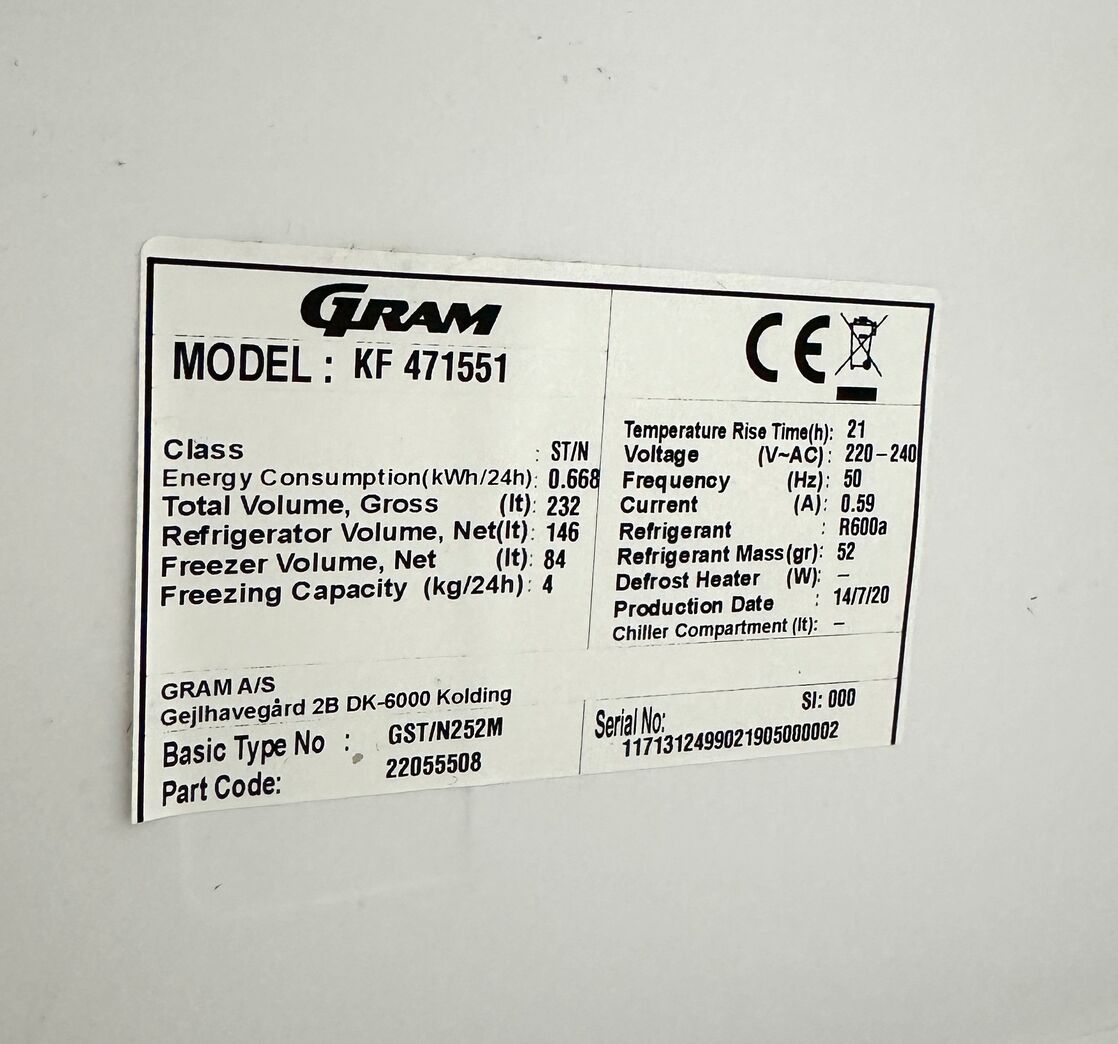 GRAM
MODEL : KF 471551
CE
Class : ST/N
Energy Consumption(kWh/24h): 0.668
Total Volume, Gross (lt): 232
Refrigerator Volume, Net(lt): 146
Freezer Volume, Net (lt): 84
Freezing Capacity (kg/24h): 4
Temperature Rise Time(h): 21
Voltage (V~AC): 220-240
Frequency (Hz): 50
Current (A): 0.59
Refrigerant : R600a
Refrigerant Mass(gr): 52
Defrost Heater (W): –
Production Date : 14/7/20
Chiller Compartment (lt): –
GRAM A/S
Gejlhavegård 2B DK-6000 Kolding
Basic Type No : GST/N252M
Part Code: 22055508
SI: 000
Serial No:
1171312499021905000002